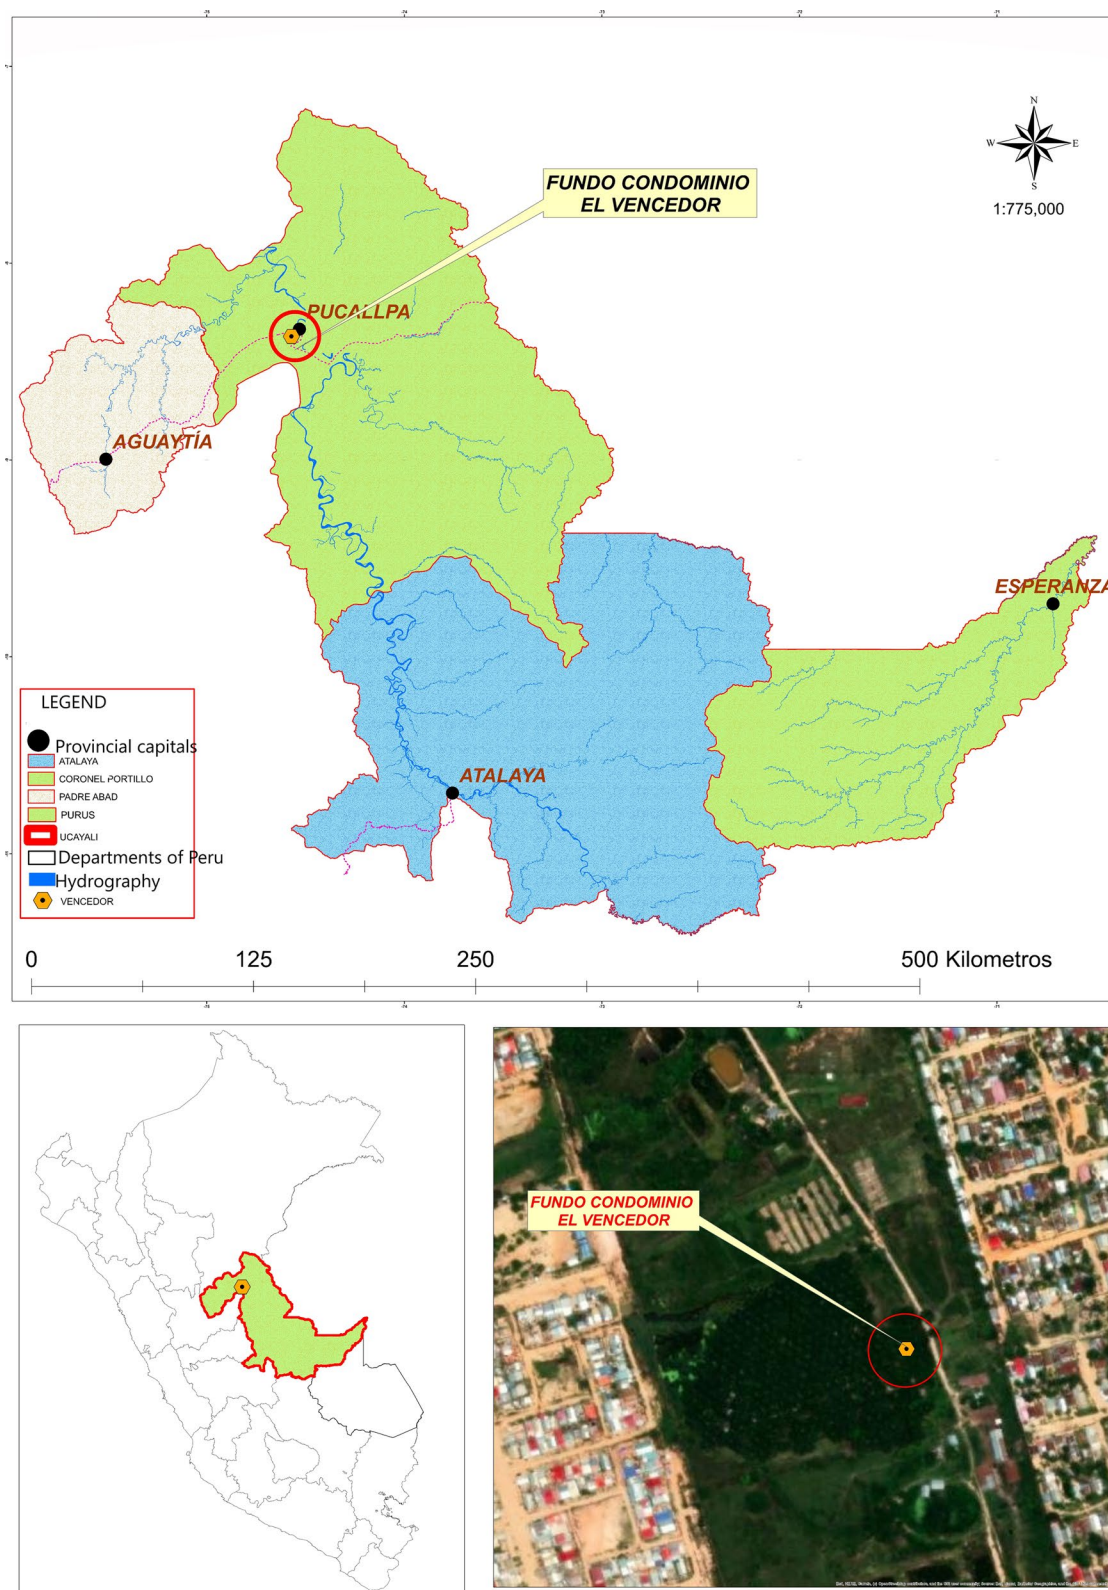 N
W
E
S
1:775,000
FUNDO CONDOMINIO
EL VENCEDOR
PUCALLPA
AGUAYTÍA
ESPERANZA
ATALAYA
LEGEND
Provincial capitals
ATALAYA
CORONEL PORTILLO
PADRE ABAD
PURUS
UCAYALI
Departments of Peru
Hydrography
VENCEDOR
0 125 250 500 Kilometros
FUNDO CONDOMINIO
EL VENCEDOR